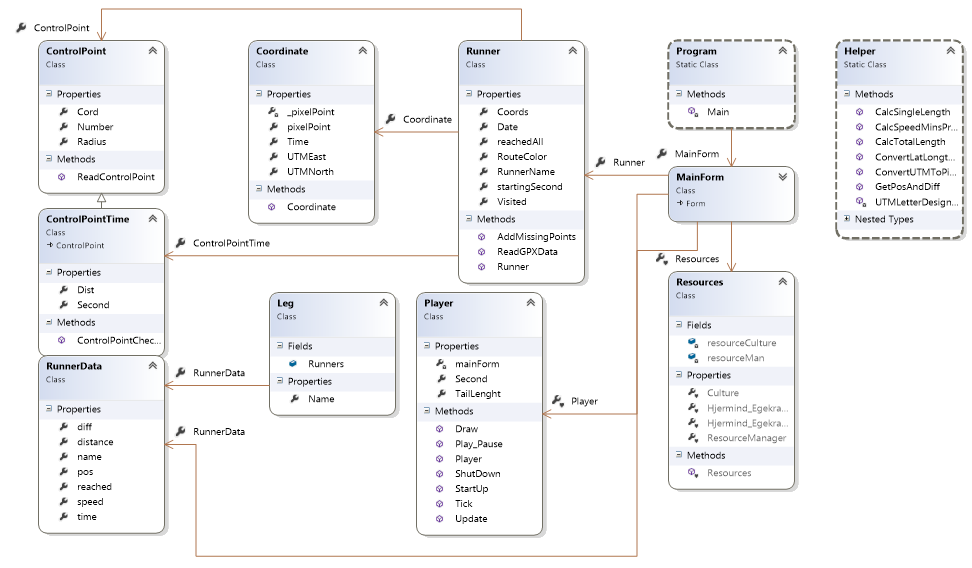 ControlPoint
ControlPoint
Class
Properties
Cord
Number
Radius
Methods
ReadControlPoint
Coordinate
Class
Properties
_pixelPoint
pixelPoint
Time
UTMEast
UTMNorth
Methods
Coordinate
Coordinate
Runner
Class
Properties
Coords
Date
reachedAll
RouteColor
RunnerName
startingSecond
Visited
Methods
AddMissingPoints
ReadGPXData
Runner
Runner
Program
Static Class
Methods
Main
MainForm
MainForm
Class
Form
Helper
Static Class
Methods
CalcSingleLength
CalcSpeedMinsPr...
CalcTotalLength
ConvertLatLongt...
ConvertUTMToPi...
GetPosAndDiff
UTMLetterDesign...
Nested Types
ControlPointTime
Class
ControlPoint
Properties
Dist
Second
Methods
ControlPointChec...
ControlPointTime
Resources
Resources
Class
Fields
resourceCulture
resourceMan
Properties
Culture
Hjermind_Egekra...
Hjermind_Egekra...
ResourceManager
Methods
Resources
Leg
Class
Fields
Runners
Properties
Name
Player
Class
Properties
mainForm
Second
TailLenght
Methods
Draw
Play_Pause
Player
ShutDown
StartUp
Tick
Update
Player
RunnerData
Class
Properties
diff
distance
name
pos
reached
speed
time
RunnerData
RunnerData